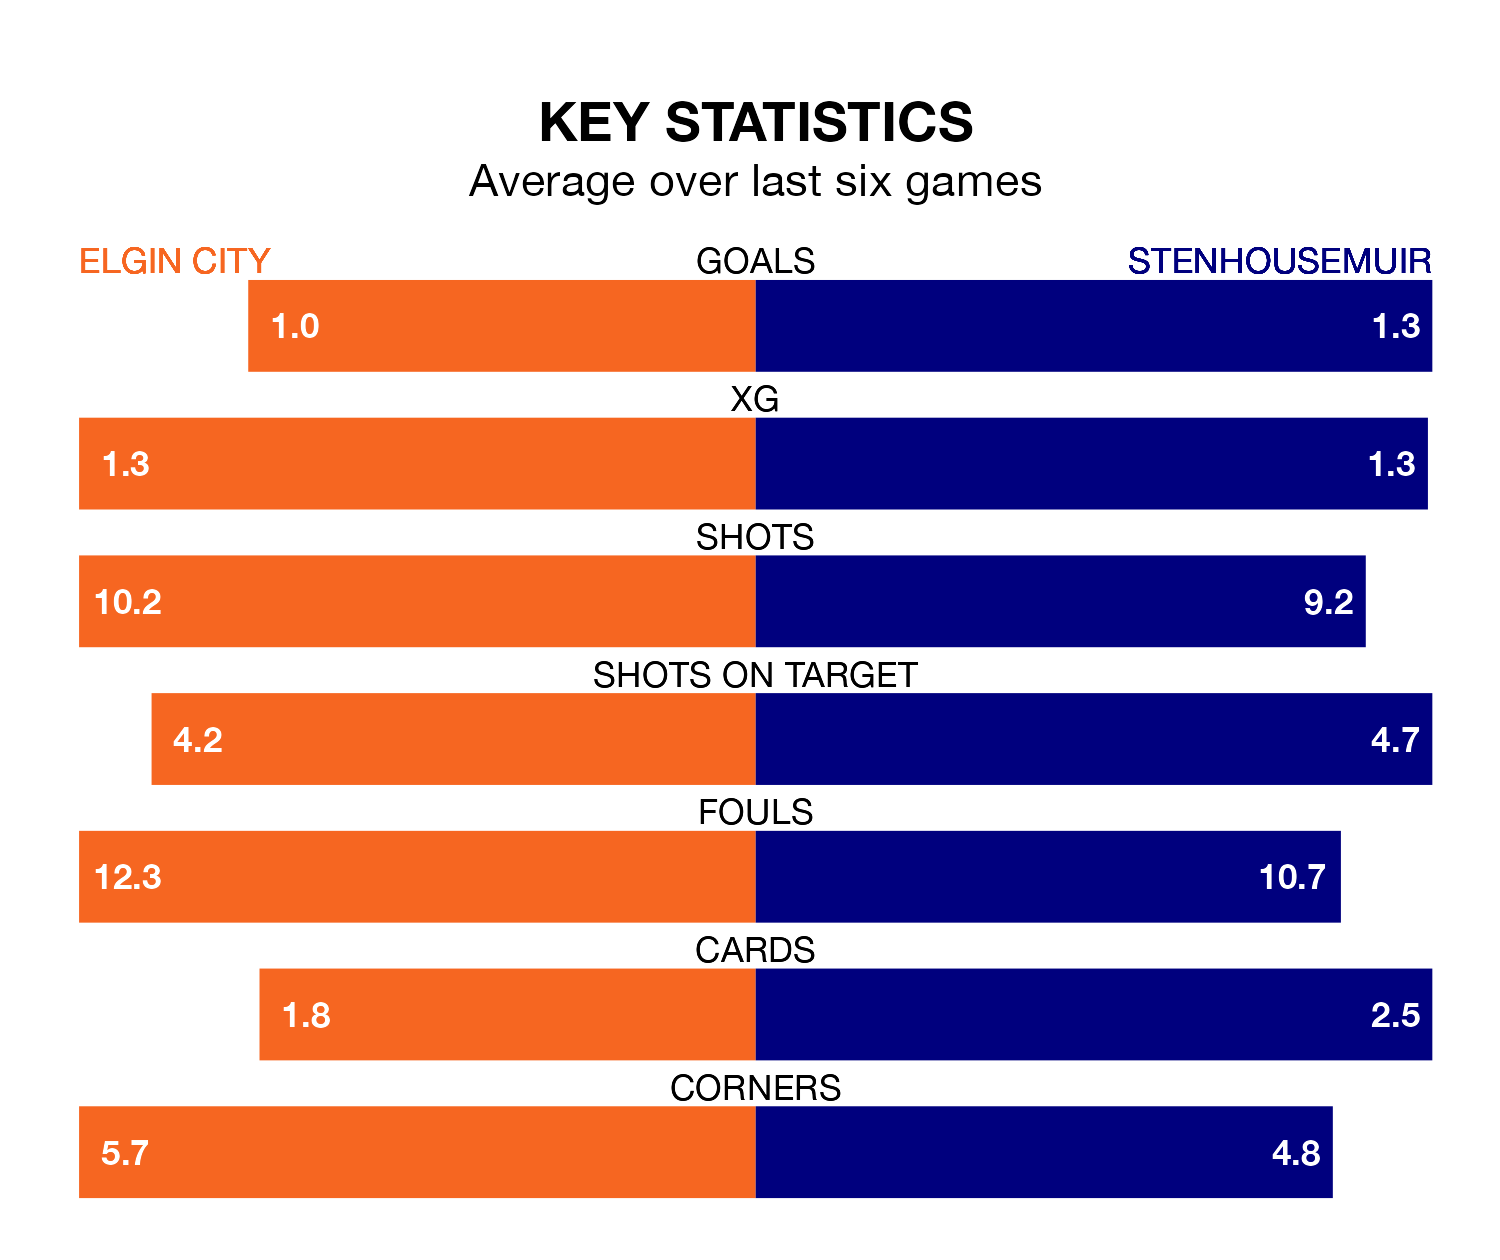 KEY STATISTICS
Average over last six games
ELGIN CITY GOALS STENHOUSEMUIR
1.0 1.3
XG
1.3 1.3
SHOTS
10.2 9.2
SHOTS ON TARGET
4.2 4.7
FOULS
12.3 10.7
CARDS
1.8 2.5
CORNERS
5.7 4.8